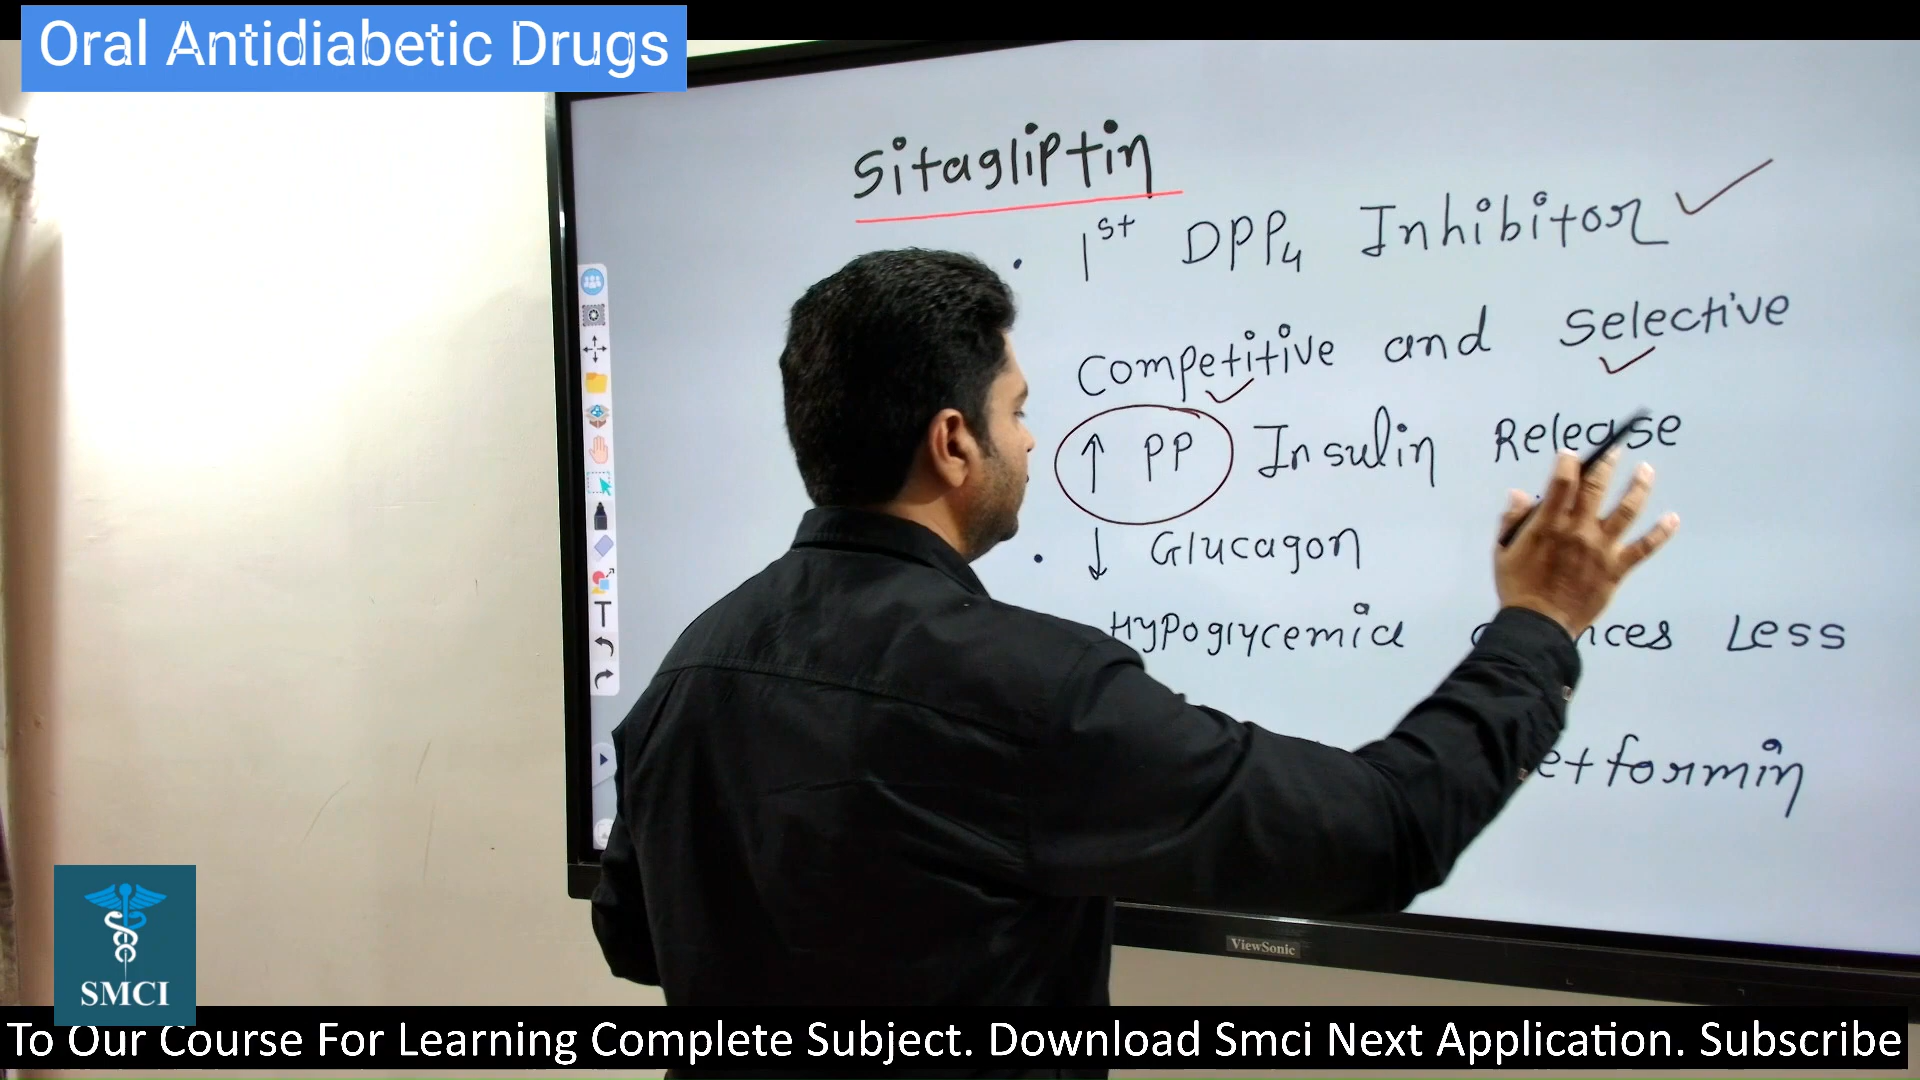 Oral Antidiabetic Drugs
Sitagliptin
• 1st DPP4 Inhibitor ✓
Competitive and Selective
↑ PP Insulin Release
• ↓ Glucagon
Hypoglycemia Less
SMCI
ViewSonic
To Our Course For Learning Complete Subject. Download Smci Next Application. Subscribe